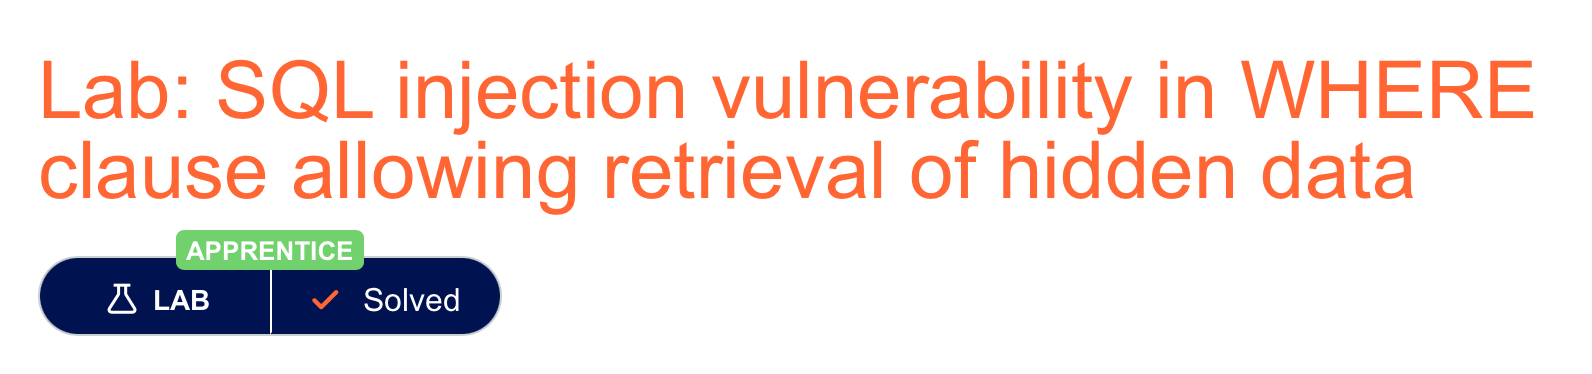 Lab: SQL injection vulnerability in WHERE
clause allowing retrieval of hidden data
APPRENTICE
LAB
Solved